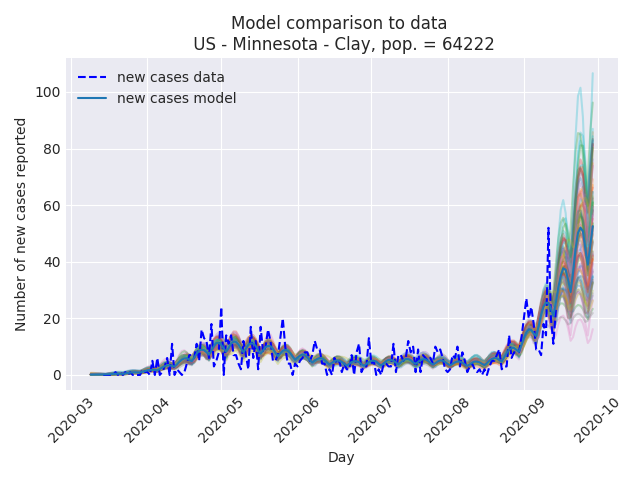 Model comparison to data
US - Minnesota - Clay, pop. = 64222
new cases data
new cases model
Number of new cases reported
100
80
60
40
20
0
2020-03
2020-04
2020-05
2020-06
2020-07
2020-08
2020-09
2020-10
Day